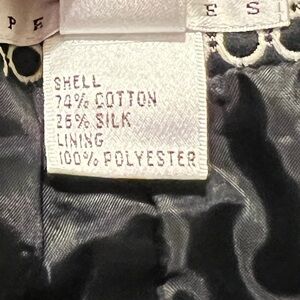 P E E S
SHELL
74% COTTON
26% SILK
LINING
100% POLYESTER